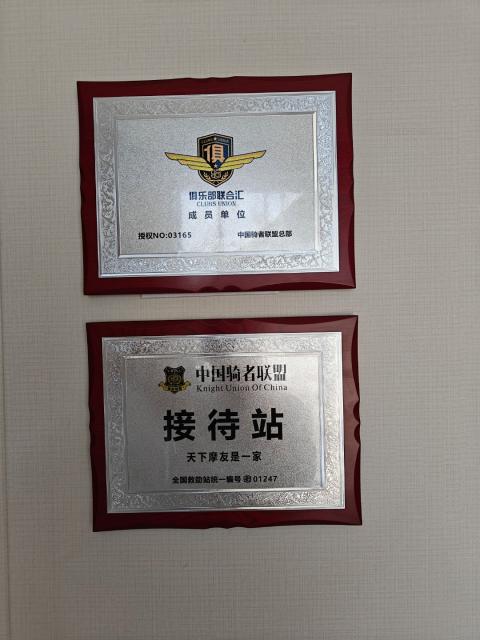 俱
俱乐部联合汇
CLUBS UNION
成员单位
授权NO:03165 中国骑者联盟总部
中国骑者联盟
Knight Union Of China
接待站
天下摩友是一家
全国救助站统一编号 01247